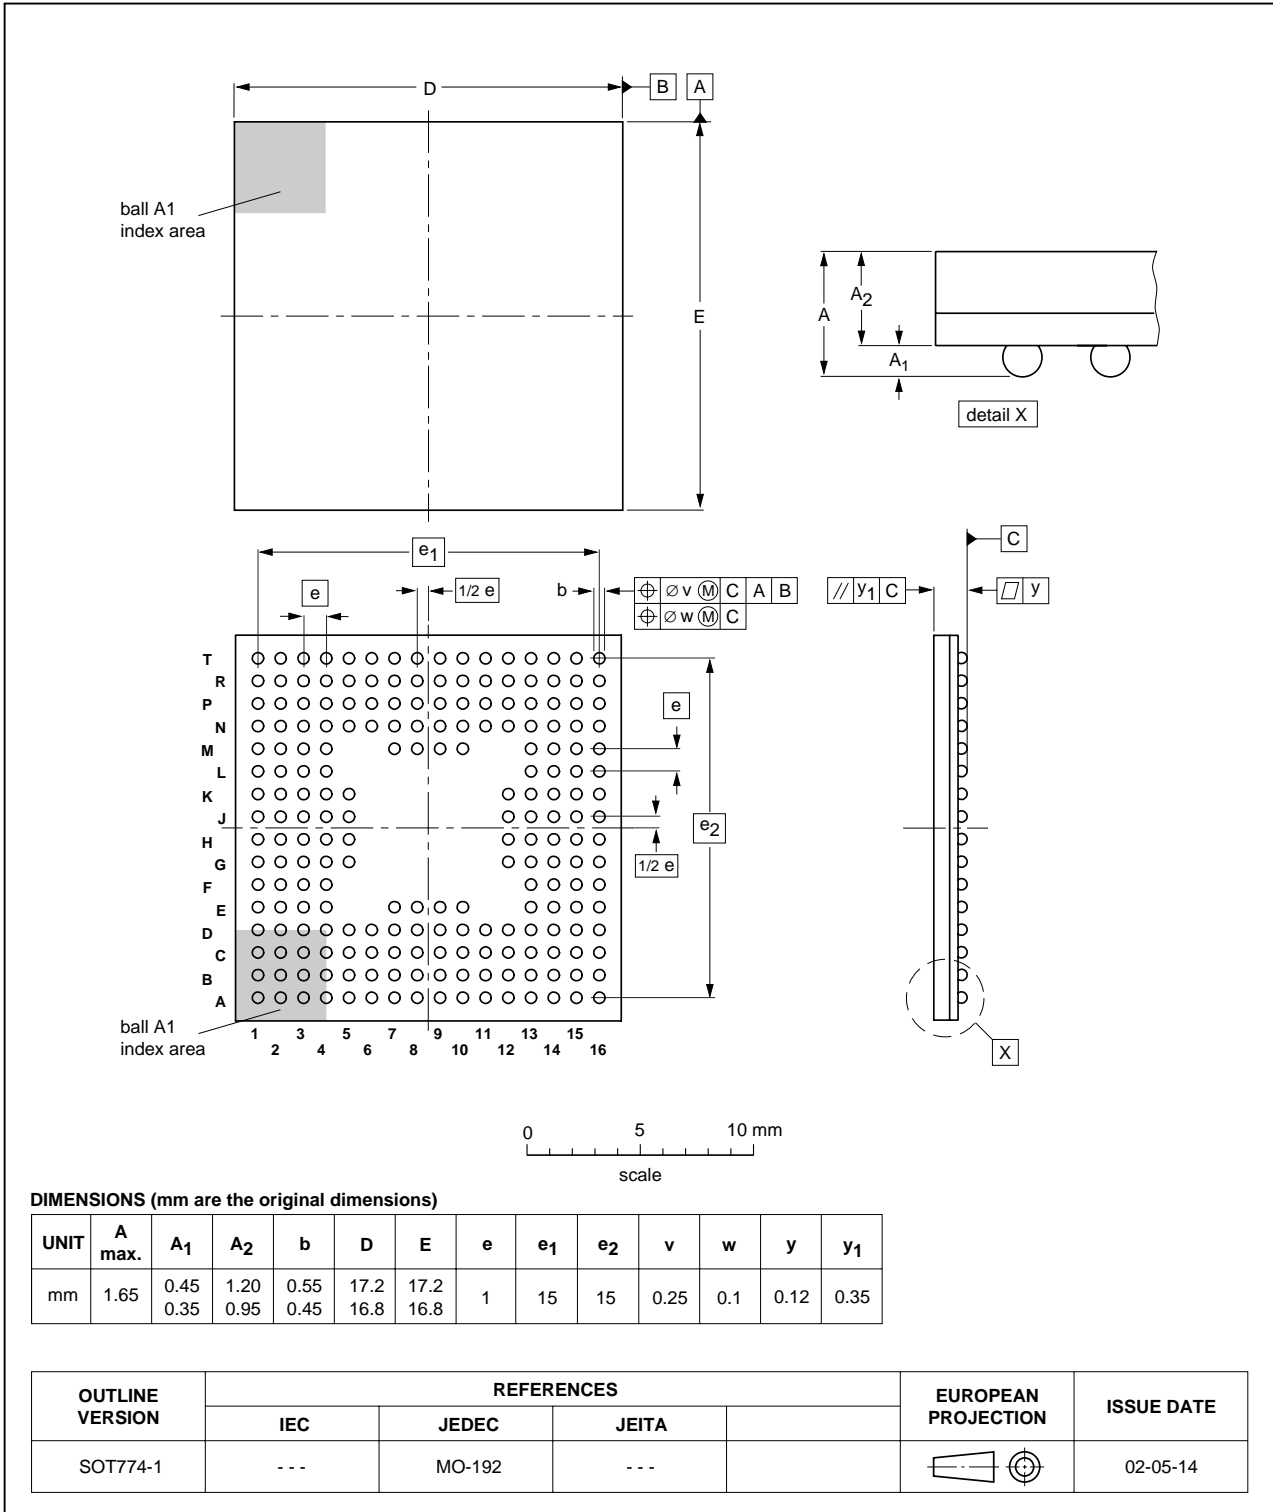 D
B
A
ball A1
index area
E
A
A2
A1
detail X
e1
e
1/2 e
b
⌖ ⌀ v Ⓜ C A B
⌖ ⌀ w Ⓜ C
// y1 C
C
▱ y
T
R
P
N
M
L
K
J
H
G
F
E
D
C
B
A
e
e2
1/2 e
ball A1
index area
1 3 5 7 9 11 13 15
2 4 6 8 10 12 14 16
X
0 5 10 mm
scale
DIMENSIONS (mm are the original dimensions)
UNIT A max. A1 A2 b D E e e1 e2 v w y y1
mm 1.65 0.45 1.20 0.55 17.2 17.2 1 15 15 0.25 0.1 0.12 0.35
0.35 0.95 0.45 16.8 16.8
OUTLINE VERSION REFERENCES EUROPEAN PROJECTION ISSUE DATE
IEC JEDEC JEITA
SOT774-1 - - - MO-192 - - - 02-05-14